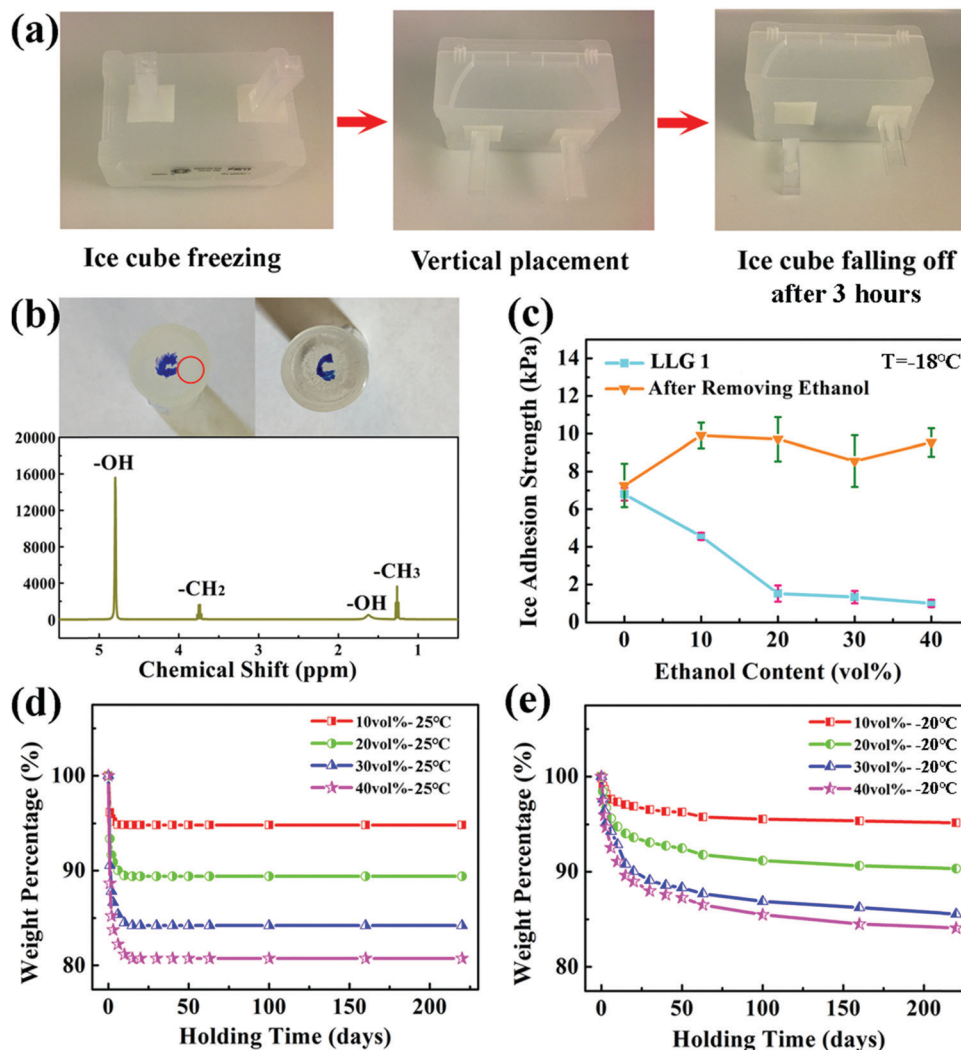 (a)
Ice cube freezing
Vertical placement
Ice cube falling off
after 3 hours
(b)
C
C
20000
16000
12000
8000
4000
0
-OH
-CH2
-OH
-CH3
5
4
3
2
1
Chemical Shift (ppm)
(c)
Ice Adhesion Strength (kPa)
14
12
10
8
6
4
2
0
LLG 1
T=-18°C
After Removing Ethanol
0
10
20
30
40
Ethanol Content (vol%)
(d)
Weight Percentage (%)
100
90
80
10vol%-25°C
20vol%-25°C
30vol%-25°C
40vol%-25°C
0
50
100
150
200
Holding Time (days)
(e)
Weight Percentage (%)
100
90
80
10vol%- -20°C
20vol%- -20°C
30vol%- -20°C
40vol%- -20°C
0
50
100
150
200
Holding Time (days)